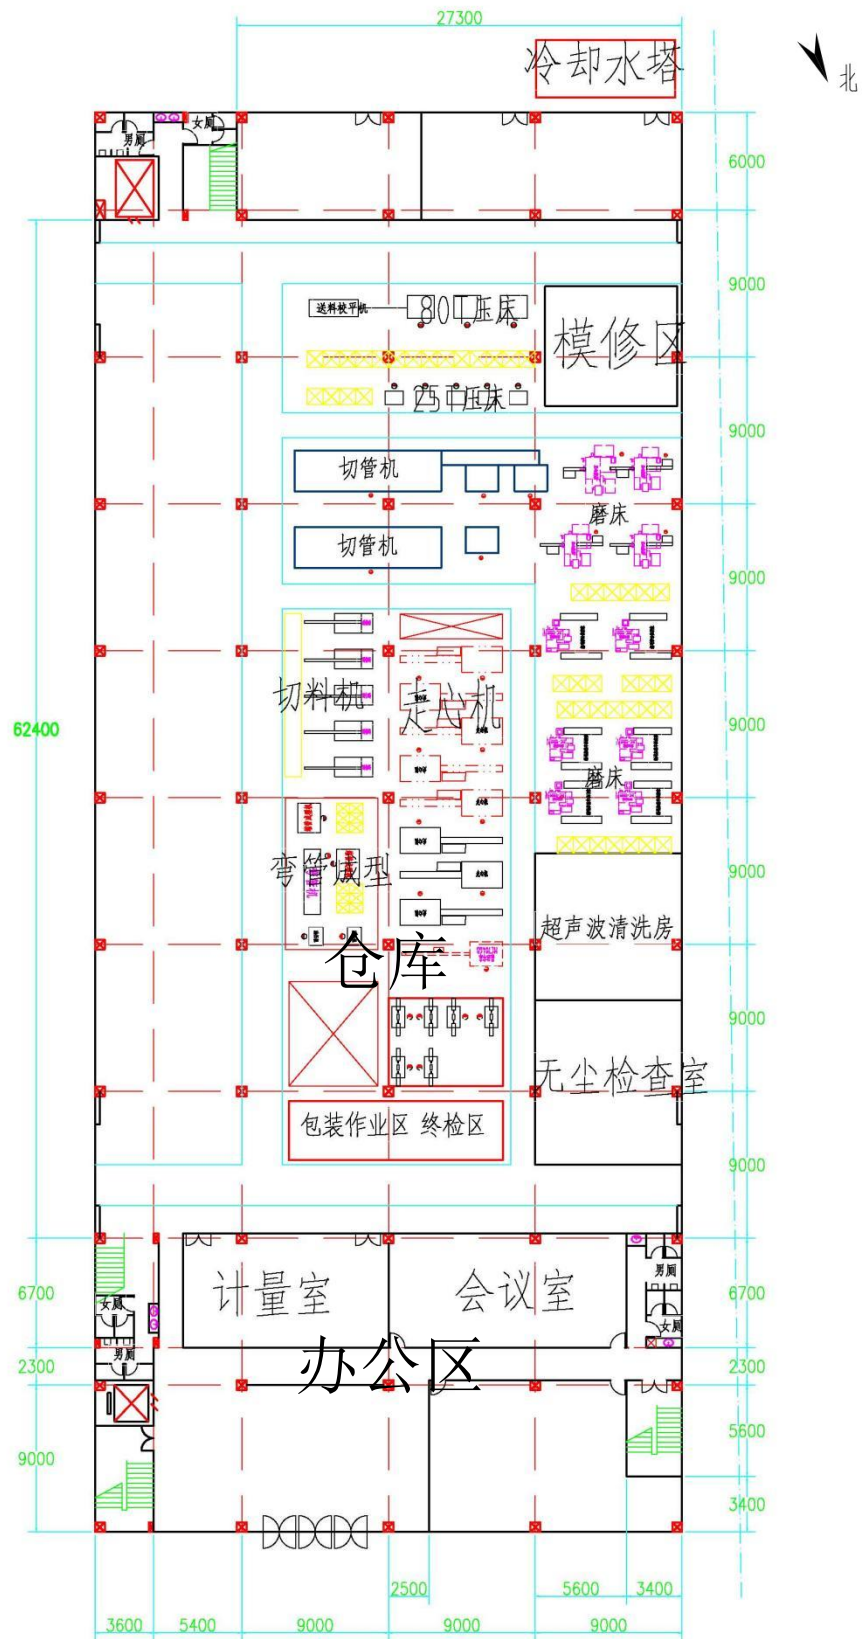 27300
冷却水塔
北
女厕
男厕
6000
9000
送料校平机
80T压床
模修区
25T压床
9000
切管机
磨床
切管机
9000
切料机
走心机
62400
9000
磨床
弯管成型
9000
超声波清洗房
仓库
9000
无尘检查室
包装作业区 终检区
9000
6700
计量室
会议室
男厕
6700
女厕
女厕
男厕
办公区
2300
2300
5600
9000
3400
2500
5600
3400
3600
5400
9000
9000
9000